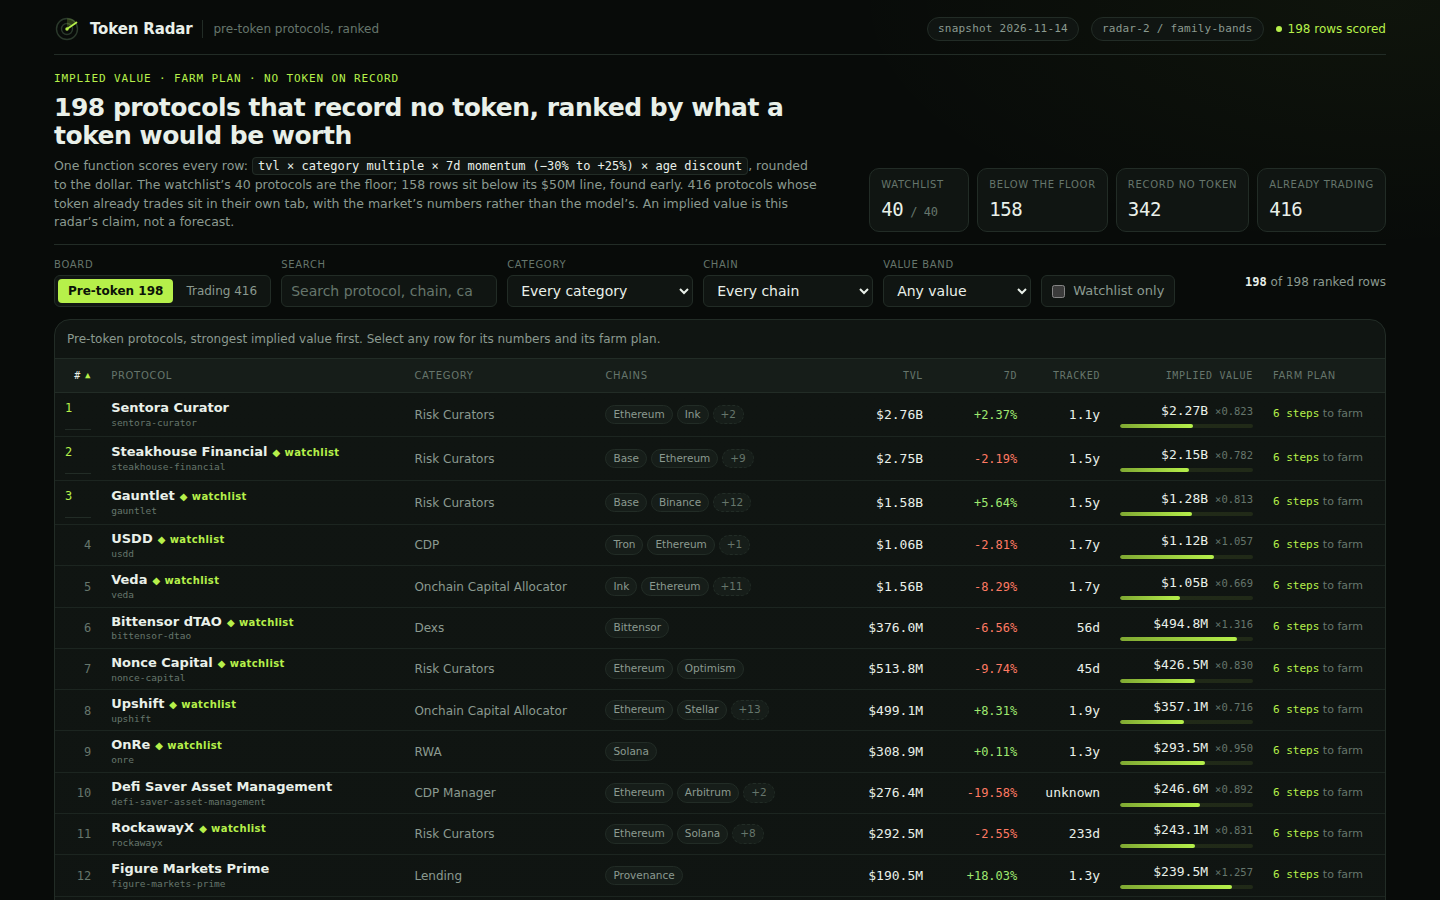 Token Radar
pre-token protocols, ranked
snapshot 2026-11-14
radar-2 / family-bands
198 rows scored
IMPLIED VALUE · FARM PLAN · NO TOKEN ON RECORD
198 protocols that record no token, ranked by what a
token would be worth
One function scores every row: tvl × category multiple × 7d momentum (−30% to +25%) × age discount, rounded
to the dollar. The watchlist’s 40 protocols are the floor; 158 rows sit below its $50M line, found early. 416 protocols whose
token already trades sit in their own tab, with the market’s numbers rather than the model’s. An implied value is this
radar’s claim, not a forecast.
WATCHLIST
40 / 40
BELOW THE FLOOR
158
RECORD NO TOKEN
342
ALREADY TRADING
416
BOARD SEARCH CATEGORY CHAIN VALUE BAND
Pre-token 198 Trading 416 Search protocol, chain, ca Every category Every chain Any value Watchlist only 198 of 198 ranked rows
Pre-token protocols, strongest implied value first. Select any row for its numbers and its farm plan.
# ▲ PROTOCOL CATEGORY CHAINS TVL 7D TRACKED IMPLIED VALUE FARM PLAN
1 Sentora Curator Risk Curators Ethereum Ink +2 $2.76B +2.37% 1.1y $2.27B ×0.823 6 steps to farm
sentora-curator
2 Steakhouse Financial ◆ watchlist Risk Curators Base Ethereum +9 $2.75B -2.19% 1.5y $2.15B ×0.782 6 steps to farm
steakhouse-financial
3 Gauntlet ◆ watchlist Risk Curators Base Binance +12 $1.58B +5.64% 1.5y $1.28B ×0.813 6 steps to farm
gauntlet
4 USDD ◆ watchlist CDP Tron Ethereum +1 $1.06B -2.81% 1.7y $1.12B ×1.057 6 steps to farm
usdd
5 Veda ◆ watchlist Onchain Capital Allocator Ink Ethereum +11 $1.56B -8.29% 1.7y $1.05B ×0.669 6 steps to farm
veda
6 Bittensor dTAO ◆ watchlist Dexs Bittensor $376.0M -6.56% 56d $494.8M ×1.316 6 steps to farm
bittensor-dtao
7 Nonce Capital ◆ watchlist Risk Curators Ethereum Optimism $513.8M -9.74% 45d $426.5M ×0.830 6 steps to farm
nonce-capital
8 Upshift ◆ watchlist Onchain Capital Allocator Ethereum Stellar +13 $499.1M +8.31% 1.9y $357.1M ×0.716 6 steps to farm
upshift
9 OnRe ◆ watchlist RWA Solana $308.9M +0.11% 1.3y $293.5M ×0.950 6 steps to farm
onre
10 Defi Saver Asset Management CDP Manager Ethereum Arbitrum +2 $276.4M -19.58% unknown $246.6M ×0.892 6 steps to farm
defi-saver-asset-management
11 RockawayX ◆ watchlist Risk Curators Ethereum Solana +8 $292.5M -2.55% 233d $243.1M ×0.831 6 steps to farm
rockawayx
12 Figure Markets Prime Lending Provenance $190.5M +18.03% 1.3y $239.5M ×1.257 6 steps to farm
figure-markets-prime